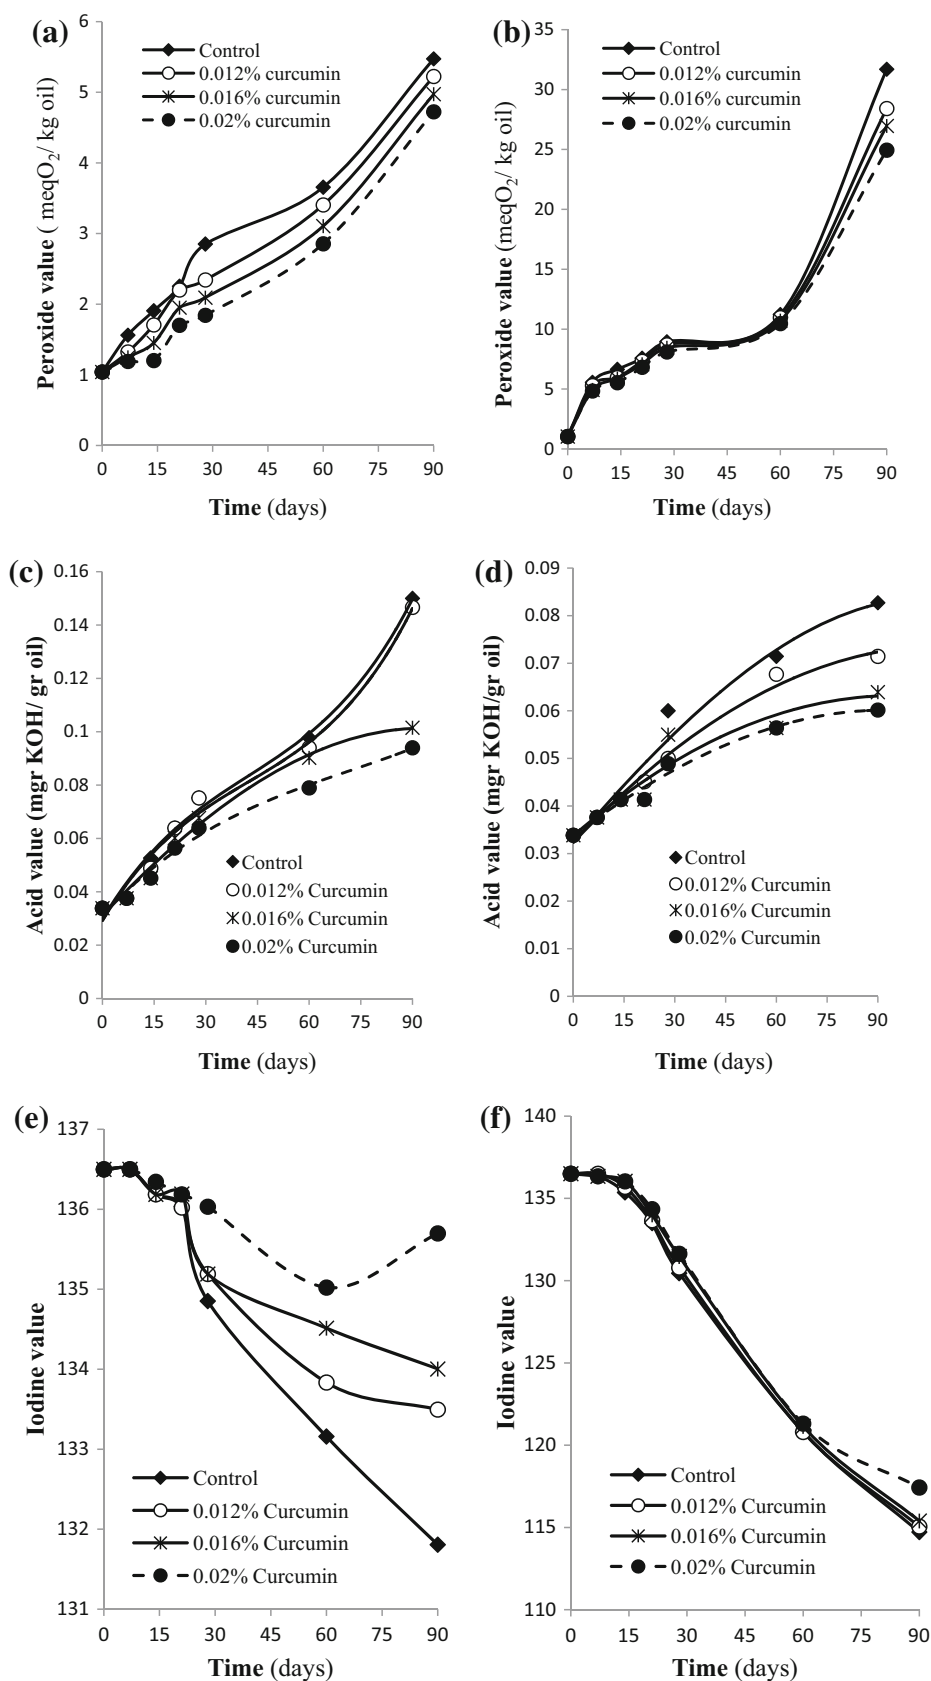 (a)
6
5
4
3
2
1
0
Peroxide value ( meqO₂/ kg oil)
Control
0.012% curcumin
0.016% curcumin
0.02% curcumin
0 15 30 45 60 75 90
Time (days)
(b)
35
30
25
20
15
10
5
0
Peroxide value (meqO₂/ kg oil)
Control
0.012% curcumin
0.016% curcumin
0.02% curcumin
0 15 30 45 60 75 90
Time (days)
(c)
0.16
0.14
0.12
0.1
0.08
0.06
0.04
0.02
0
Acid value (mgr KOH/ gr oil)
Control
0.012% Curcumin
0.016% Curcumin
0.02% Curcumin
0 15 30 45 60 75 90
Time (days)
(d)
0.09
0.08
0.07
0.06
0.05
0.04
0.03
0.02
0.01
0
Acid value (mgr KOH/gr oil)
Control
0.012% Curcumin
0.016% Curcumin
0.02% Curcumin
0 15 30 45 60 75 90
Time (days)
(e)
137
136
135
134
133
132
131
Iodine value
Control
0.012% Curcumin
0.016% Curcumin
0.02% Curcumin
0 15 30 45 60 75 90
Time (days)
(f)
140
135
130
125
120
115
110
Iodine value
Control
0.012% Curcumin
0.016% Curcumin
0.02% Curcumin
0 15 30 45 60 75 90
Time (days)